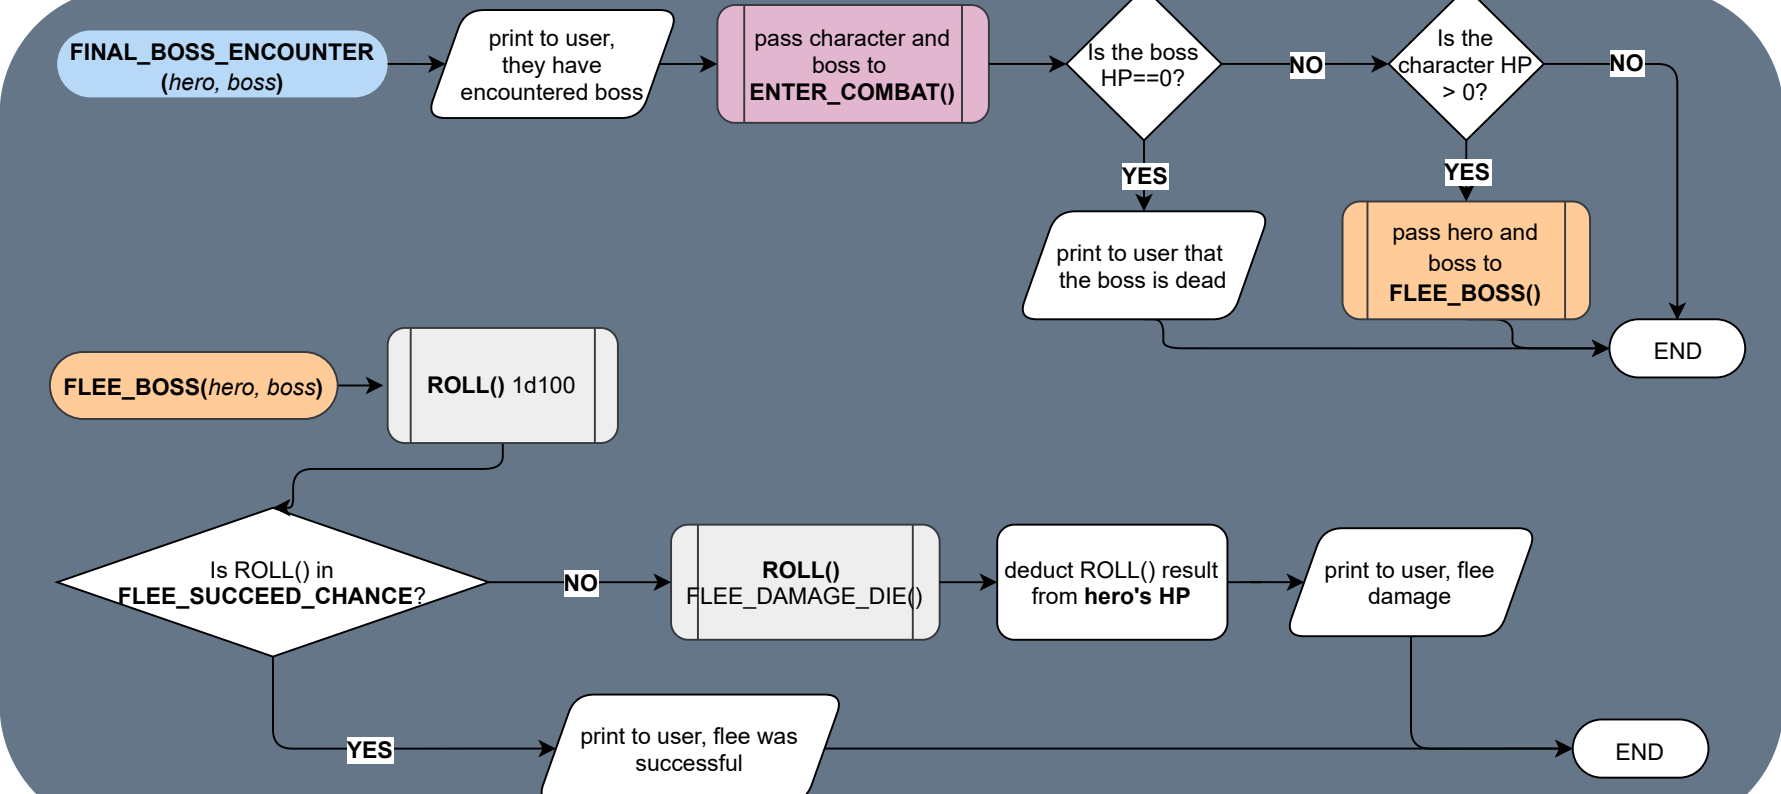 FINAL_BOSS_ENCOUNTER
(hero, boss)
print to user,
they have
encountered boss
pass character and
boss to
ENTER_COMBAT()
Is the boss
HP==0?
NO
Is the
character HP
> 0?
NO
YES
YES
print to user that
the boss is dead
pass hero and
boss to
FLEE_BOSS()
END
FLEE_BOSS(hero, boss)
ROLL() 1d100
Is ROLL() in
FLEE_SUCCEED_CHANCE?
NO
ROLL()
FLEE_DAMAGE_DIE()
deduct ROLL() result
from hero's HP
print to user, flee
damage
YES
print to user, flee was
successful
END